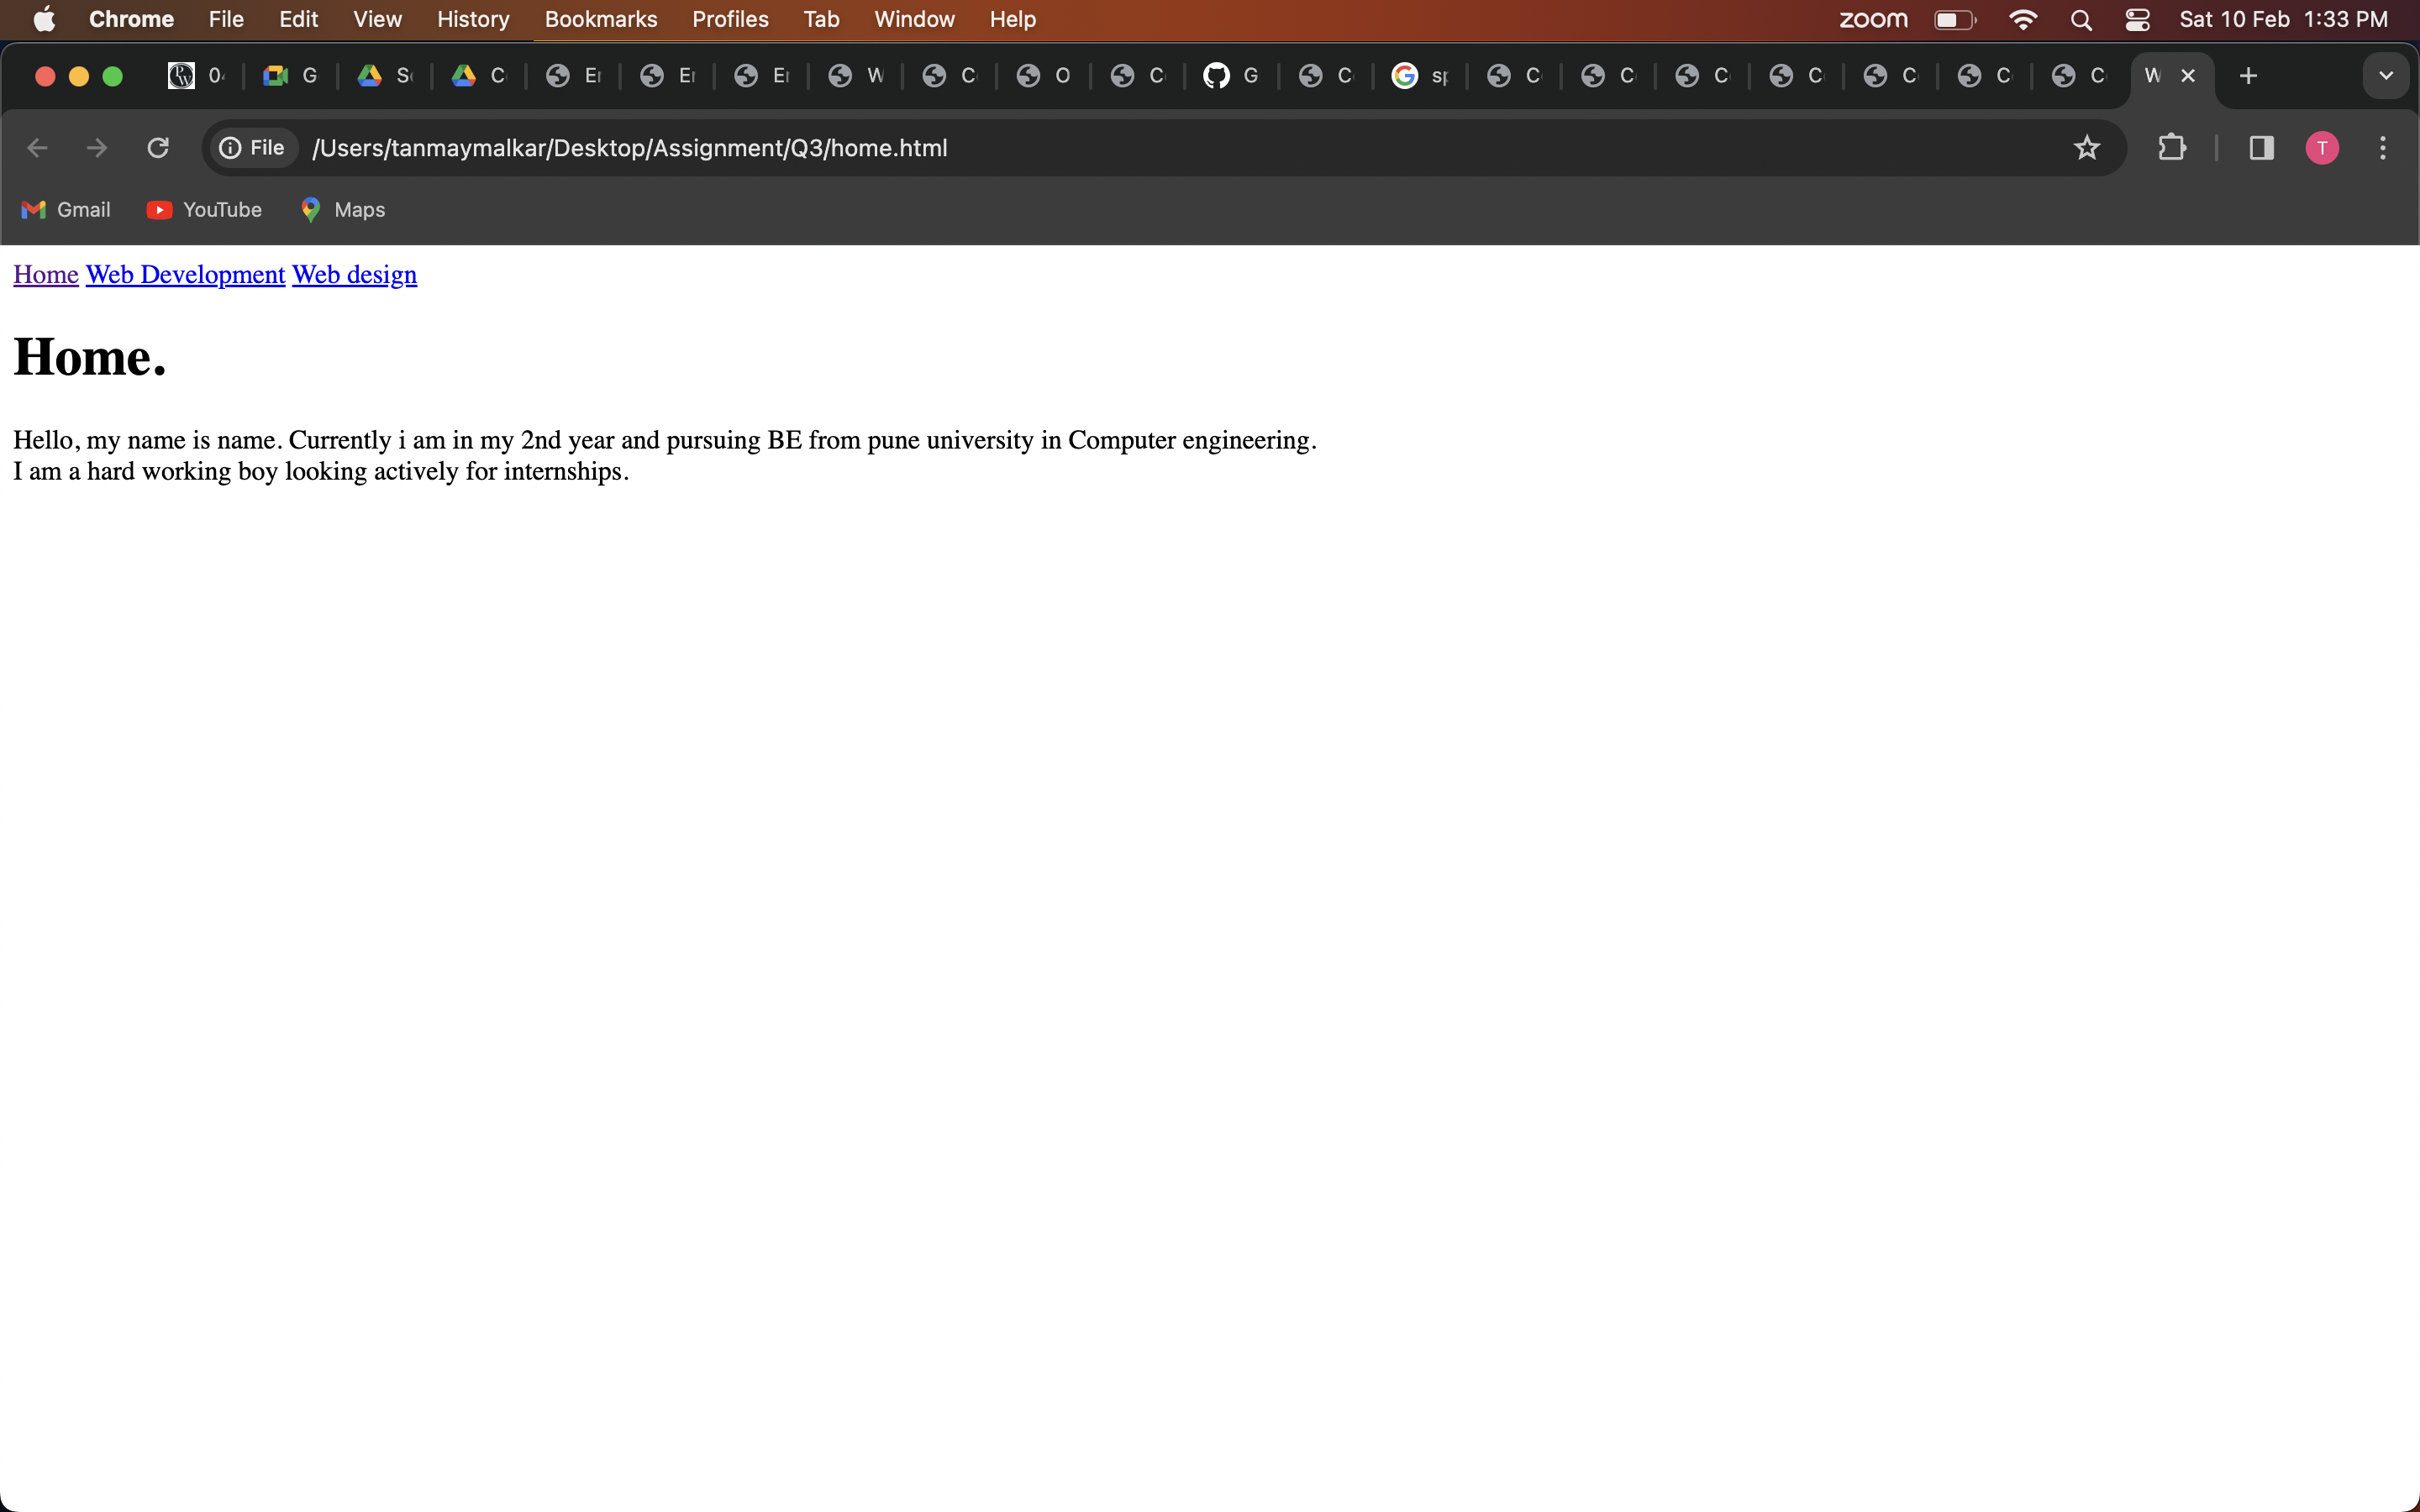 Chrome File Edit View History Bookmarks Profiles Tab Window Help zoom Sat 10 Feb 1:33 PM
G C W C O C G C C C C C C C C W
File /Users/tanmaymalkar/Desktop/Assignment/Q3/home.html T
Gmail YouTube Maps
Home Web Development Web design
Home.
Hello, my name is name. Currently i am in my 2nd year and pursuing BE from pune university in Computer engineering.
I am a hard working boy looking actively for internships.